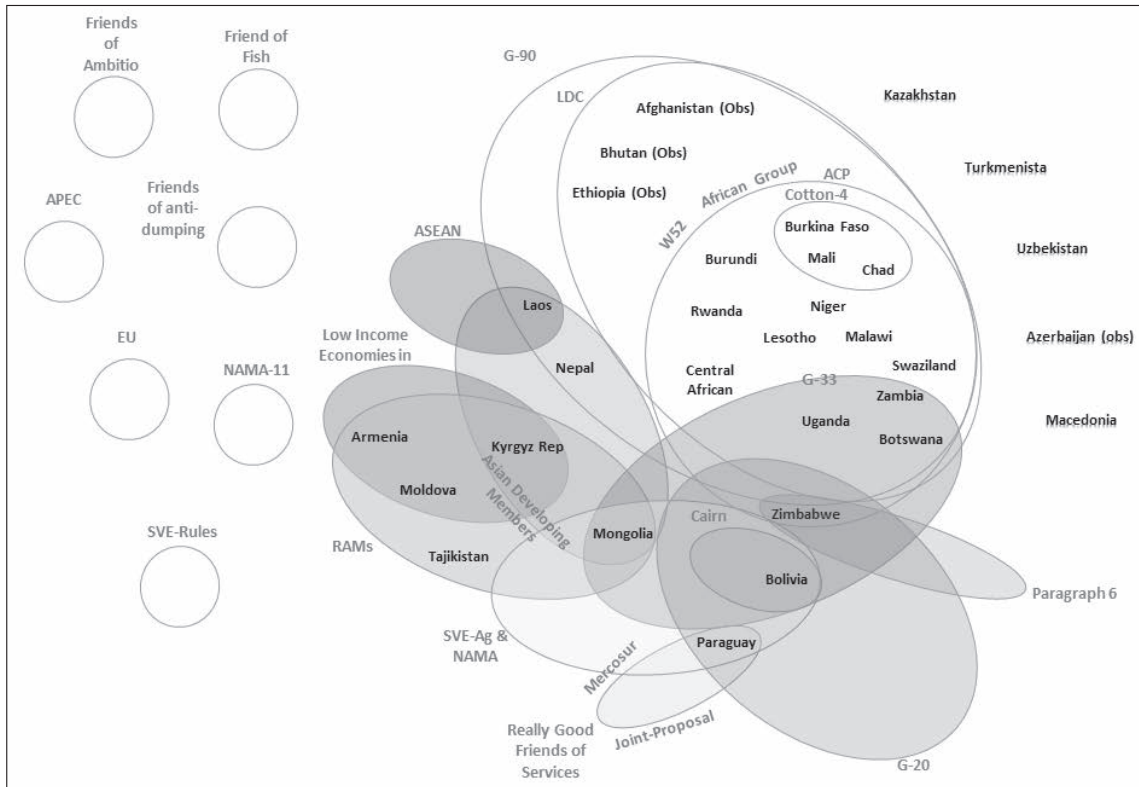 Friends
of
Ambitio
Friend of
Fish
G-90
LDC
Kazakhstan
Afghanistan (Obs)
Bhutan (Obs)
Ethiopia (Obs)
Turkmenista
APEC
Friends
of anti-
dumping
African Group
ACP
Cotton-4
W52
ASEAN
Burkina Faso
Mali
Chad
Burundi
Uzbekistan
Laos
Rwanda
Niger
Lesotho
Malawi
Azerbaijan (obs)
EU
NAMA-11
Low Income
Economies in
Nepal
Central
African
Swaziland
G-33
Zambia
Uganda
Botswana
Macedonia
Armenia
Kyrgyz Rep
Moldova
Asian Developing
Members
Mongolia
Cairn
Zimbabwe
SVE-Rules
RAMs
Tajikistan
Bolivia
Paragraph 6
SVE-Ag &
NAMA
Paraguay
Mercosur
Joint-Proposal
Really Good
Friends of
Services
G-20